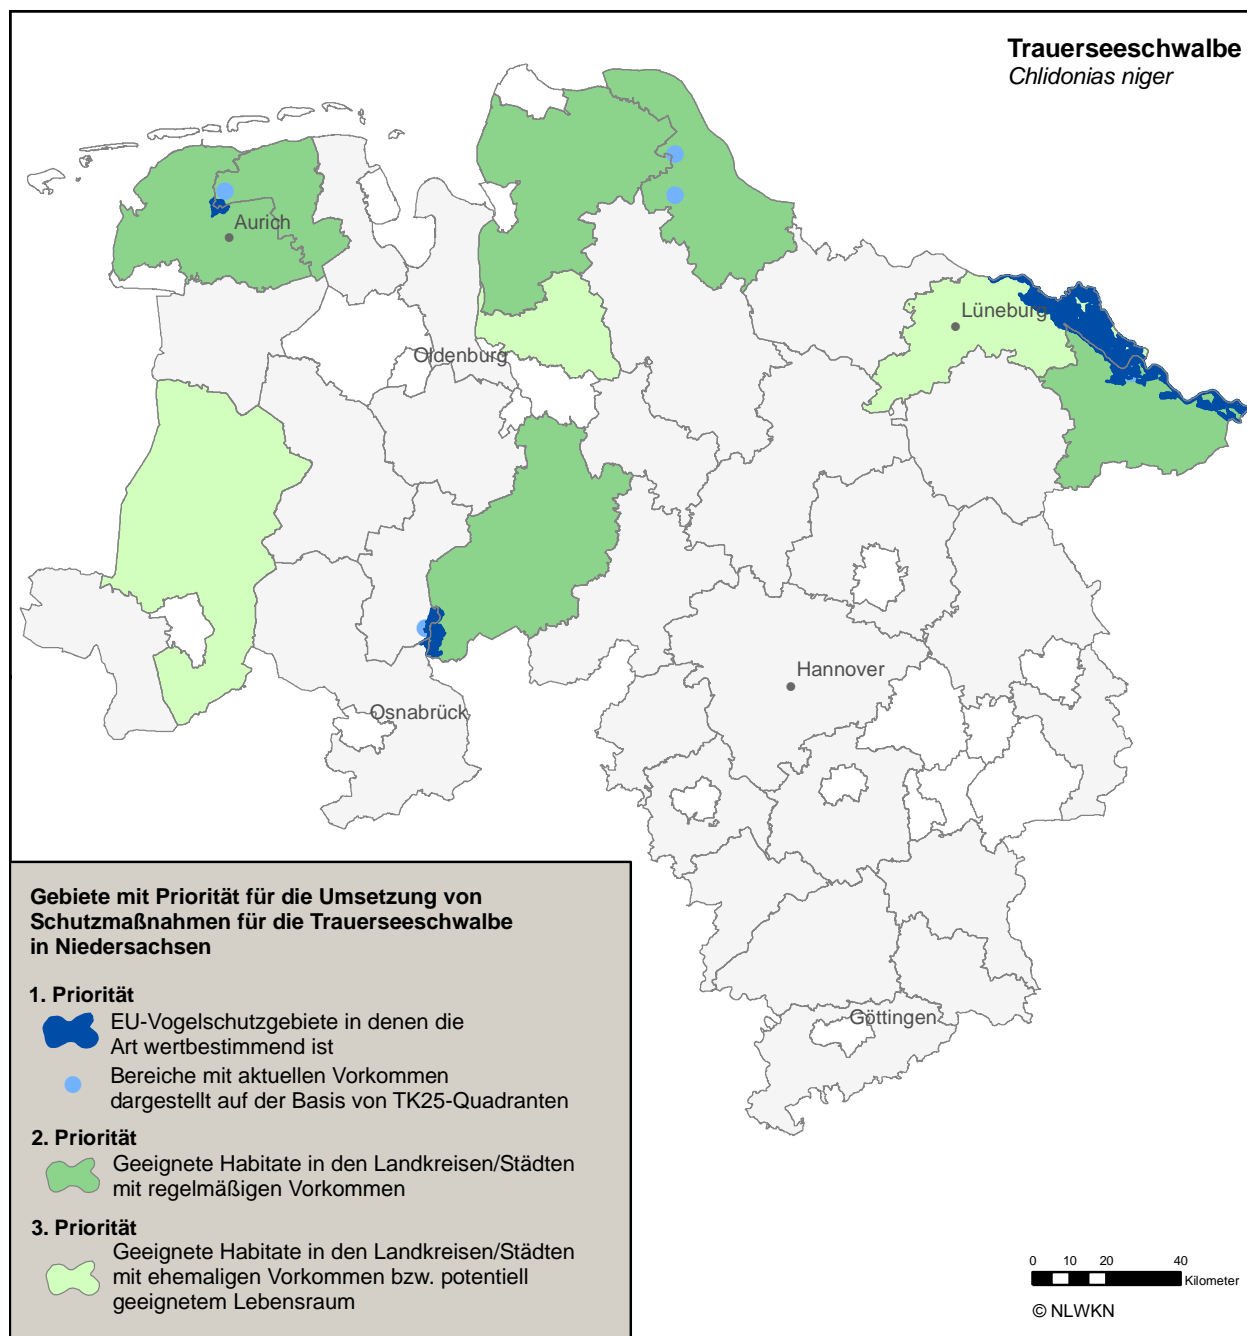 Trauerseeschwalbe
Chlidonias niger
Aurich
Lüneburg
Oldenburg
Hannover
Osnabrück
Göttingen
Gebiete mit Priorität für die Umsetzung von
Schutzmaßnahmen für die Trauerseeschwalbe
in Niedersachsen
1. Priorität
EU-Vogelschutzgebiete in denen die
Art wertbestimmend ist
Bereiche mit aktuellen Vorkommen
dargestellt auf der Basis von TK25-Quadranten
2. Priorität
Geeignete Habitate in den Landkreisen/Städten
mit regelmäßigen Vorkommen
3. Priorität
Geeignete Habitate in den Landkreisen/Städten
mit ehemaligen Vorkommen bzw. potentiell
geeignetem Lebensraum
0 10 20 40
Kilometer
© NLWKN